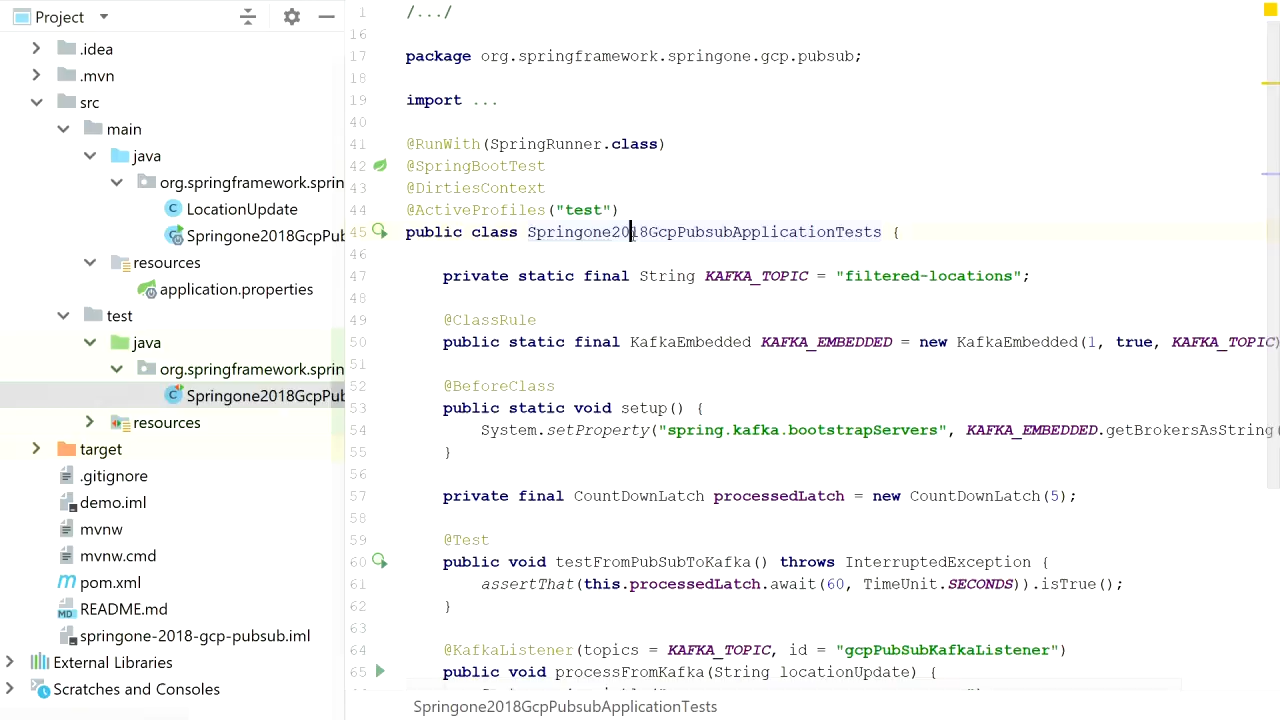 Project
.idea
.mvn
src
main
java
org.springframework.sprin
LocationUpdate
Springone2018GcpPu
resources
application.properties
test
java
org.springframework.sprin
Springone2018GcpPub
resources
target
.gitignore
demo.iml
mvnw
mvnw.cmd
pom.xml
README.md
springone-2018-gcp-pubsub.iml
External Libraries
Scratches and Consoles
1 /.../
16
17 package org.springframework.springone.gcp.pubsub;
18
19 import ...
40
41 @RunWith(SpringRunner.class)
42 @SpringBootTest
43 @DirtiesContext
44 @ActiveProfiles("test")
45 public class Springone2018GcpPubsubApplicationTests {
46
47 private static final String KAFKA_TOPIC = "filtered-locations";
48
49 @ClassRule
50 public static final KafkaEmbedded KAFKA_EMBEDDED = new KafkaEmbedded(1, true, KAFKA_TOPIC)
51
52 @BeforeClass
53 public static void setup() {
54 System.setProperty("spring.kafka.bootstrapServers", KAFKA_EMBEDDED.getBrokersAsString(
55 }
56
57 private final CountDownLatch processedLatch = new CountDownLatch(5);
58
59 @Test
60 public void testFromPubSubToKafka() throws InterruptedException {
61 assertThat(this.processedLatch.await(60, TimeUnit.SECONDS)).isTrue();
62 }
63
64 @KafkaListener(topics = KAFKA_TOPIC, id = "gcpPubSubKafkaListener")
65 public void processFromKafka(String locationUpdate) {
Springone2018GcpPubsubApplicationTests